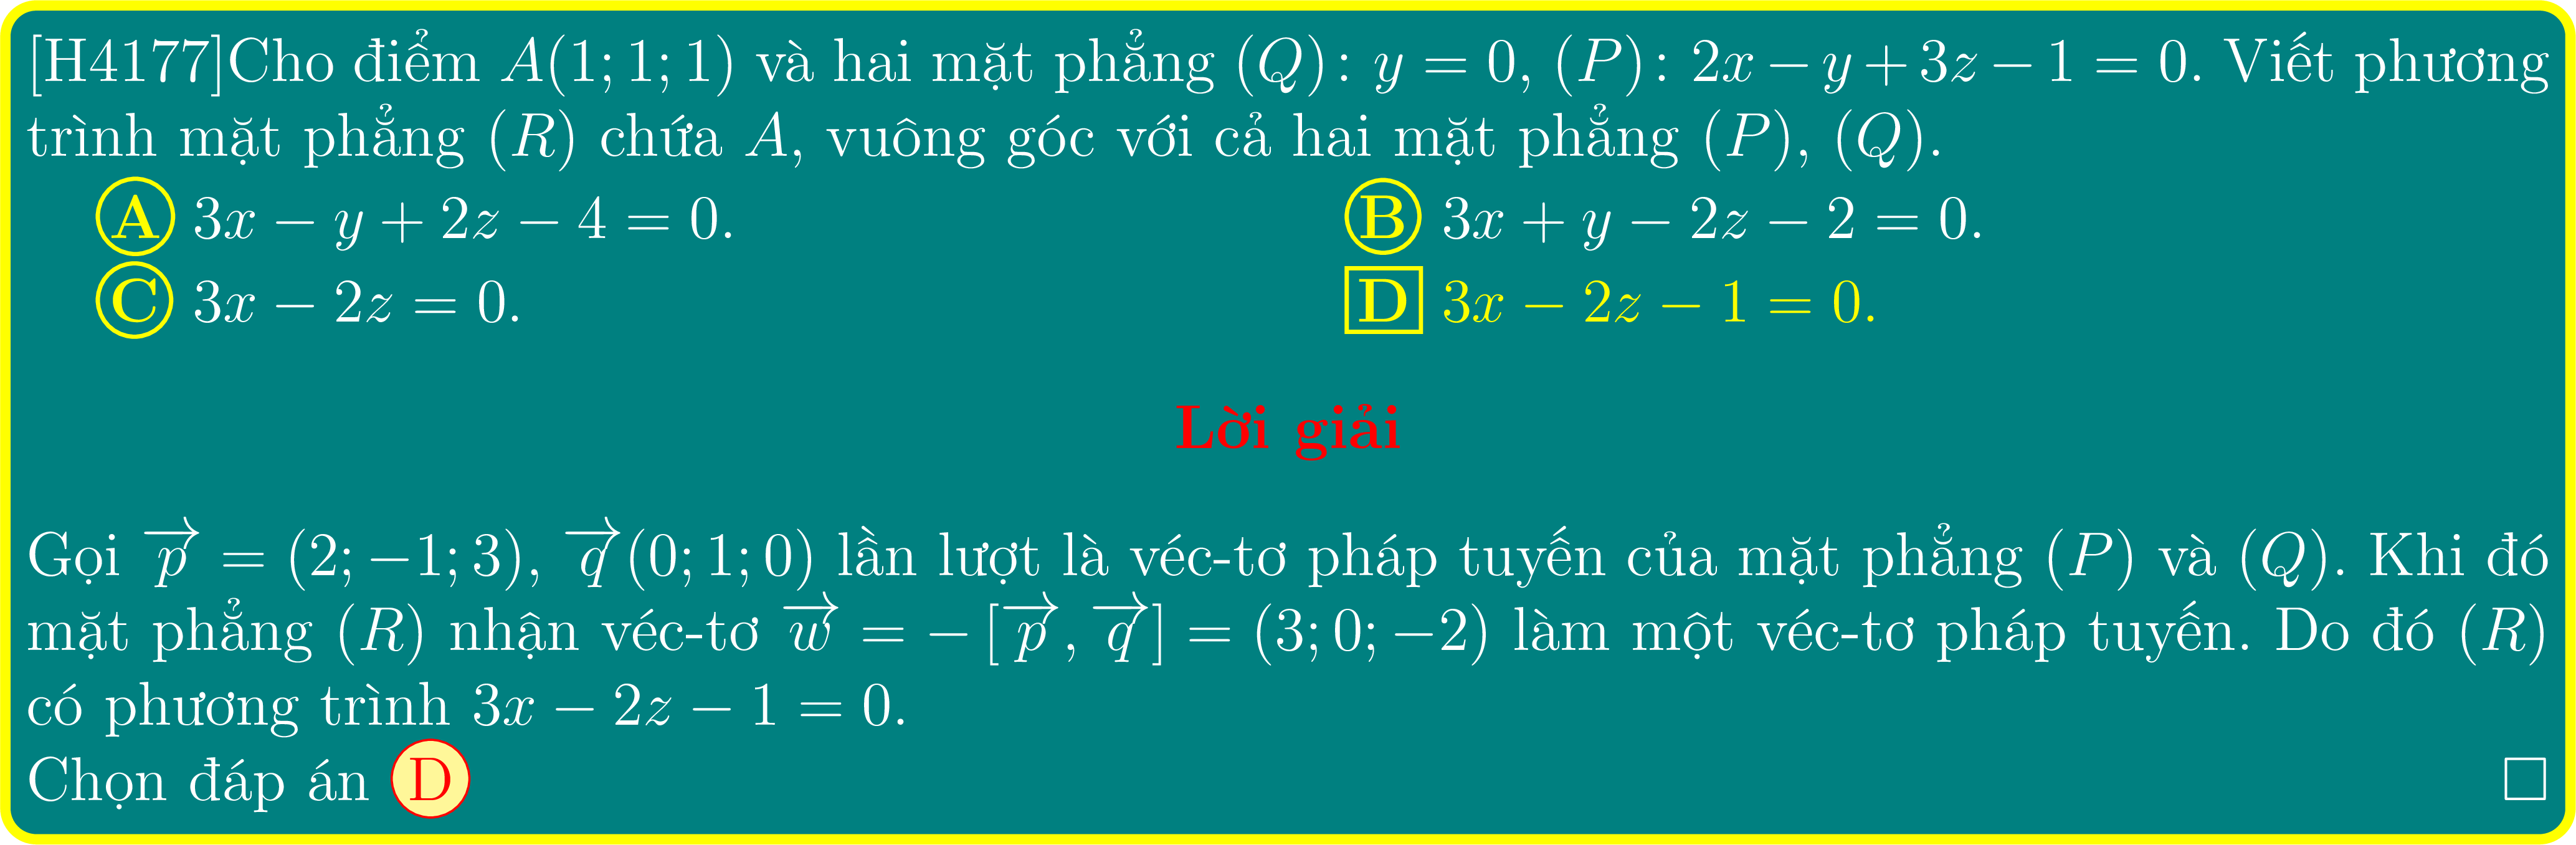 [H4177]Cho điểm A(1; 1; 1) và hai mặt phẳng (Q): y = 0, (P): 2x − y + 3z − 1 = 0. Viết phương
trình mặt phẳng (R) chứa A, vuông góc với cả hai mặt phẳng (P), (Q).
A 3x − y + 2z − 4 = 0. B 3x + y − 2z − 2 = 0.
C 3x − 2z = 0. D 3x − 2z − 1 = 0.
Lời giải
Gọi $\overrightarrow{p}$ = (2; −1; 3), $\overrightarrow{q}$(0; 1; 0) lần lượt là véc-tơ pháp tuyến của mặt phẳng (P) và (Q). Khi đó
mặt phẳng (R) nhận véc-tơ $\overrightarrow{w}$ = − [$\overrightarrow{p}$, $\overrightarrow{q}$] = (3; 0; −2) làm một véc-tơ pháp tuyến. Do đó (R)
có phương trình 3x − 2z − 1 = 0.
Chọn đáp án D □